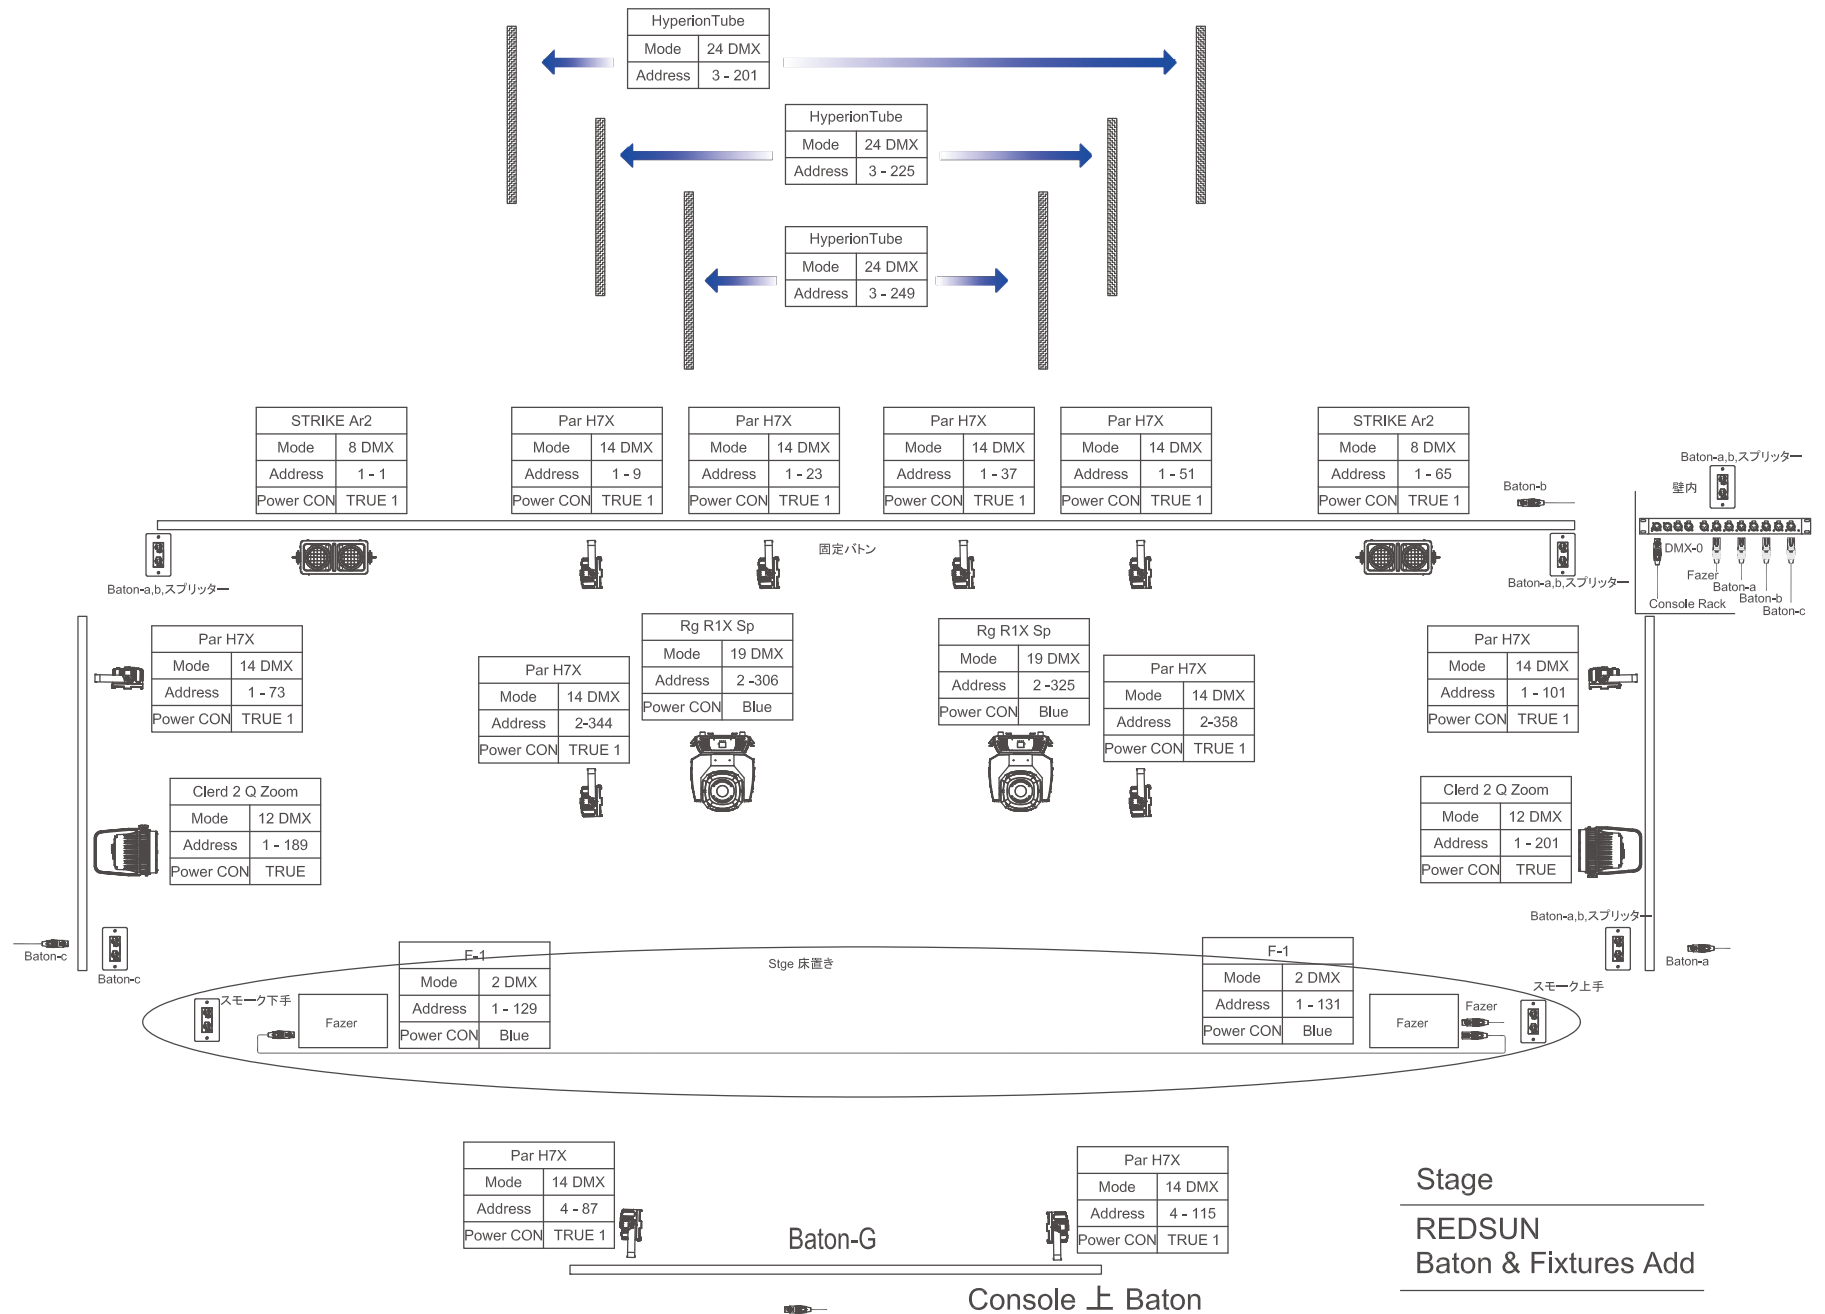 HyperionTube
Mode 24 DMX
Address 3 - 201
HyperionTube
Mode 24 DMX
Address 3 - 225
HyperionTube
Mode 24 DMX
Address 3 - 249
STRIKE Ar2
Mode 8 DMX
Address 1 - 1
Power CON TRUE 1
Par H7X
Mode 14 DMX
Address 1 - 9
Power CON TRUE 1
Par H7X
Mode 14 DMX
Address 1 - 23
Power CON TRUE 1
Par H7X
Mode 14 DMX
Address 1 - 37
Power CON TRUE 1
Par H7X
Mode 14 DMX
Address 1 - 51
Power CON TRUE 1
STRIKE Ar2
Mode 8 DMX
Address 1 - 65
Power CON TRUE 1
Baton-b
Baton-a,b,スプリッター
壁内
DMX-0
Fazer
Baton-a
Baton-b
Baton-c
Console Rack
固定バトン
Baton-a,b,スプリッター
Baton-a,b,スプリッター
Par H7X
Mode 14 DMX
Address 1 - 73
Power CON TRUE 1
Par H7X
Mode 14 DMX
Address 2-344
Power CON TRUE 1
Rg R1X Sp
Mode 19 DMX
Address 2 -306
Power CON Blue
Rg R1X Sp
Mode 19 DMX
Address 2 -325
Power CON Blue
Par H7X
Mode 14 DMX
Address 2-358
Power CON TRUE 1
Par H7X
Mode 14 DMX
Address 1 - 101
Power CON TRUE 1
Clerd 2 Q Zoom
Mode 12 DMX
Address 1 - 189
Power CON TRUE
Clerd 2 Q Zoom
Mode 12 DMX
Address 1 - 201
Power CON TRUE
Baton-a,b,スプリッター
Baton-c
Baton-c
Baton-a
スモーク下手
Fazer
F-1
Mode 2 DMX
Address 1 - 129
Power CON Blue
Stge 床置き
F-1
Mode 2 DMX
Address 1 - 131
Power CON Blue
Fazer
Fazer
スモーク上手
Par H7X
Mode 14 DMX
Address 4 - 87
Power CON TRUE 1
Baton-G
Par H7X
Mode 14 DMX
Address 4 - 115
Power CON TRUE 1
Console 上 Baton
Stage
REDSUN
Baton & Fixtures Add